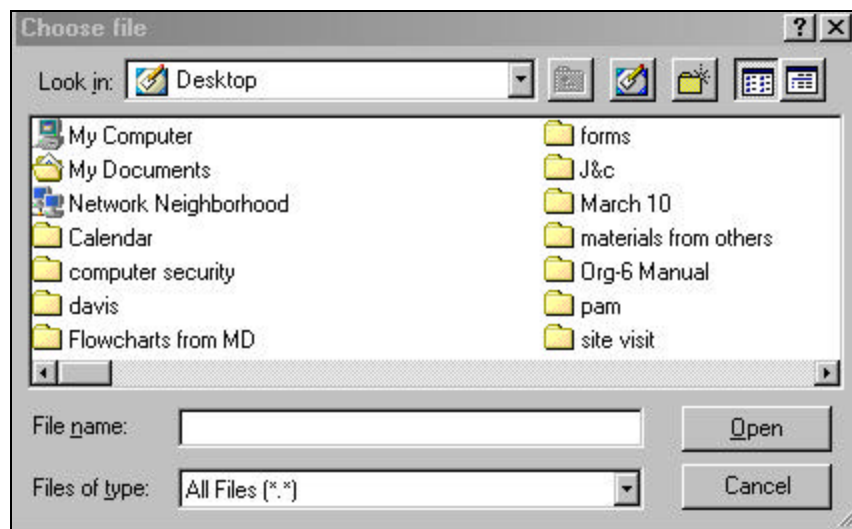 Choose file
Look in: Desktop
My Computer
My Documents
Network Neighborhood
Calendar
computer security
davis
Flowcharts from MD
forms
J&c
March 10
materials from others
Org-6 Manual
pam
site visit
File name:
Open
Files of type: All Files (*.*)
Cancel